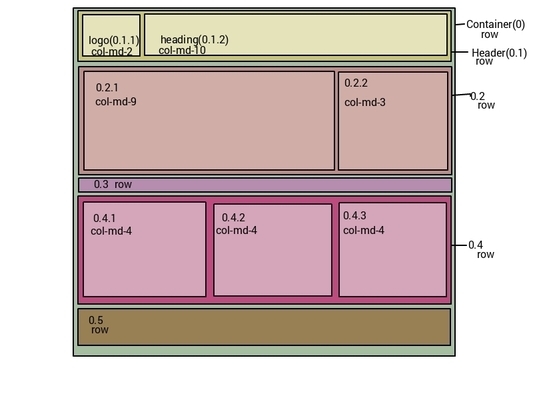 logo(0.1.1)
col-md-2
heading(0.1.2)
col-md-10
Container(0)
row
Header(0.1)
row
0.2.1
col-md-9
0.2.2
col-md-3
0.2
row
0.3 row
0.4.1
col-md-4
0.4.2
col-md-4
0.4.3
col-md-4
0.4
row
0.5
row